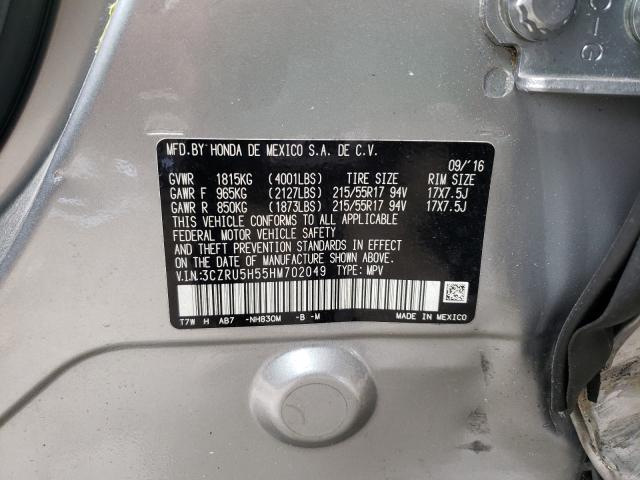 CIG
MFD.BY HONDA DE MEXICO S.A. DE C.V.
09/'16
GVWR 1815KG (4001LBS) TIRE SIZE RIM SIZE
GAWR F 965KG (2127LBS) 215/55R17 94V 17X7.5J
GAWR R 850KG (1873LBS) 215/55R17 94V 17X7.5J
THIS VEHICLE CONFORMS TO ALL APPLICABLE
FEDERAL MOTOR VEHICLE SAFETY
AND THEFT PREVENTION STANDARDS IN EFFECT
ON THE DATE OF MANUFACTURE SHOWN ABOVE.
V.I.N:3CZRU5H55HM702049 TYPE: MPV
T7W H AB7 -NH830M -B -M MADE IN MEXICO